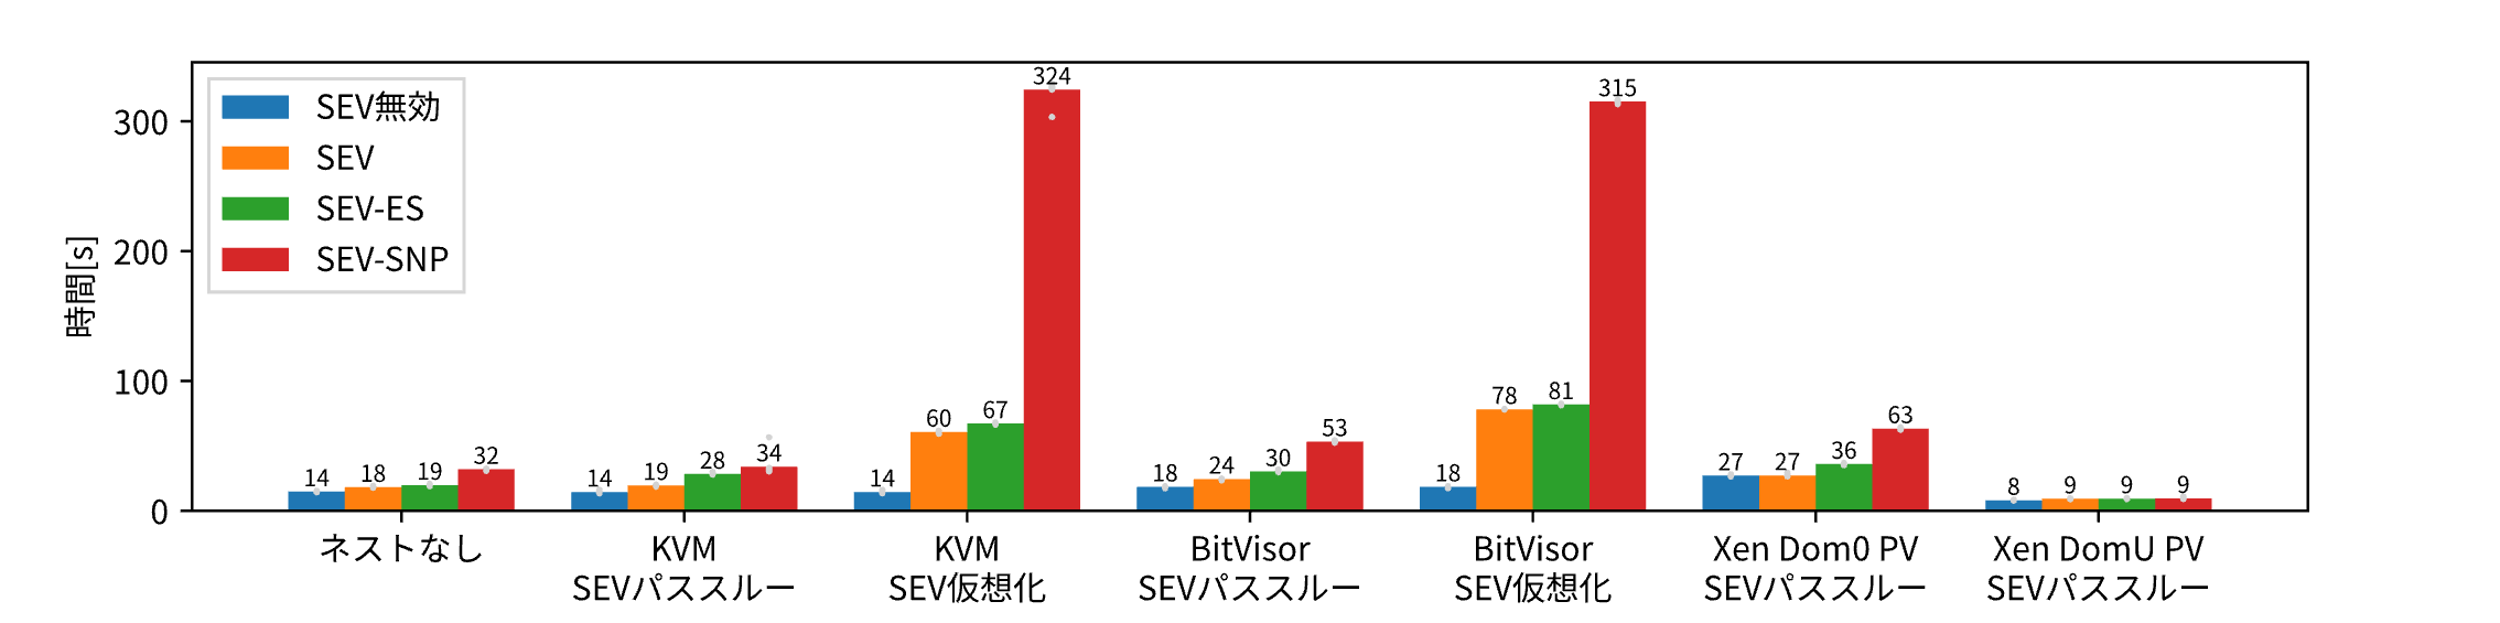 SEV無効
SEV
SEV-ES
SEV-SNP
時間[s]
300
200
100
0
14 18 19 32
14 19 28 34
14 60 67 324
18 24 30 53
18 78 81 315
27 27 36 63
8 9 9 9
ネストなし
KVM
SEVパススルー
KVM
SEV仮想化
BitVisor
SEVパススルー
BitVisor
SEV仮想化
Xen Dom0 PV
SEVパススルー
Xen DomU PV
SEVパススルー